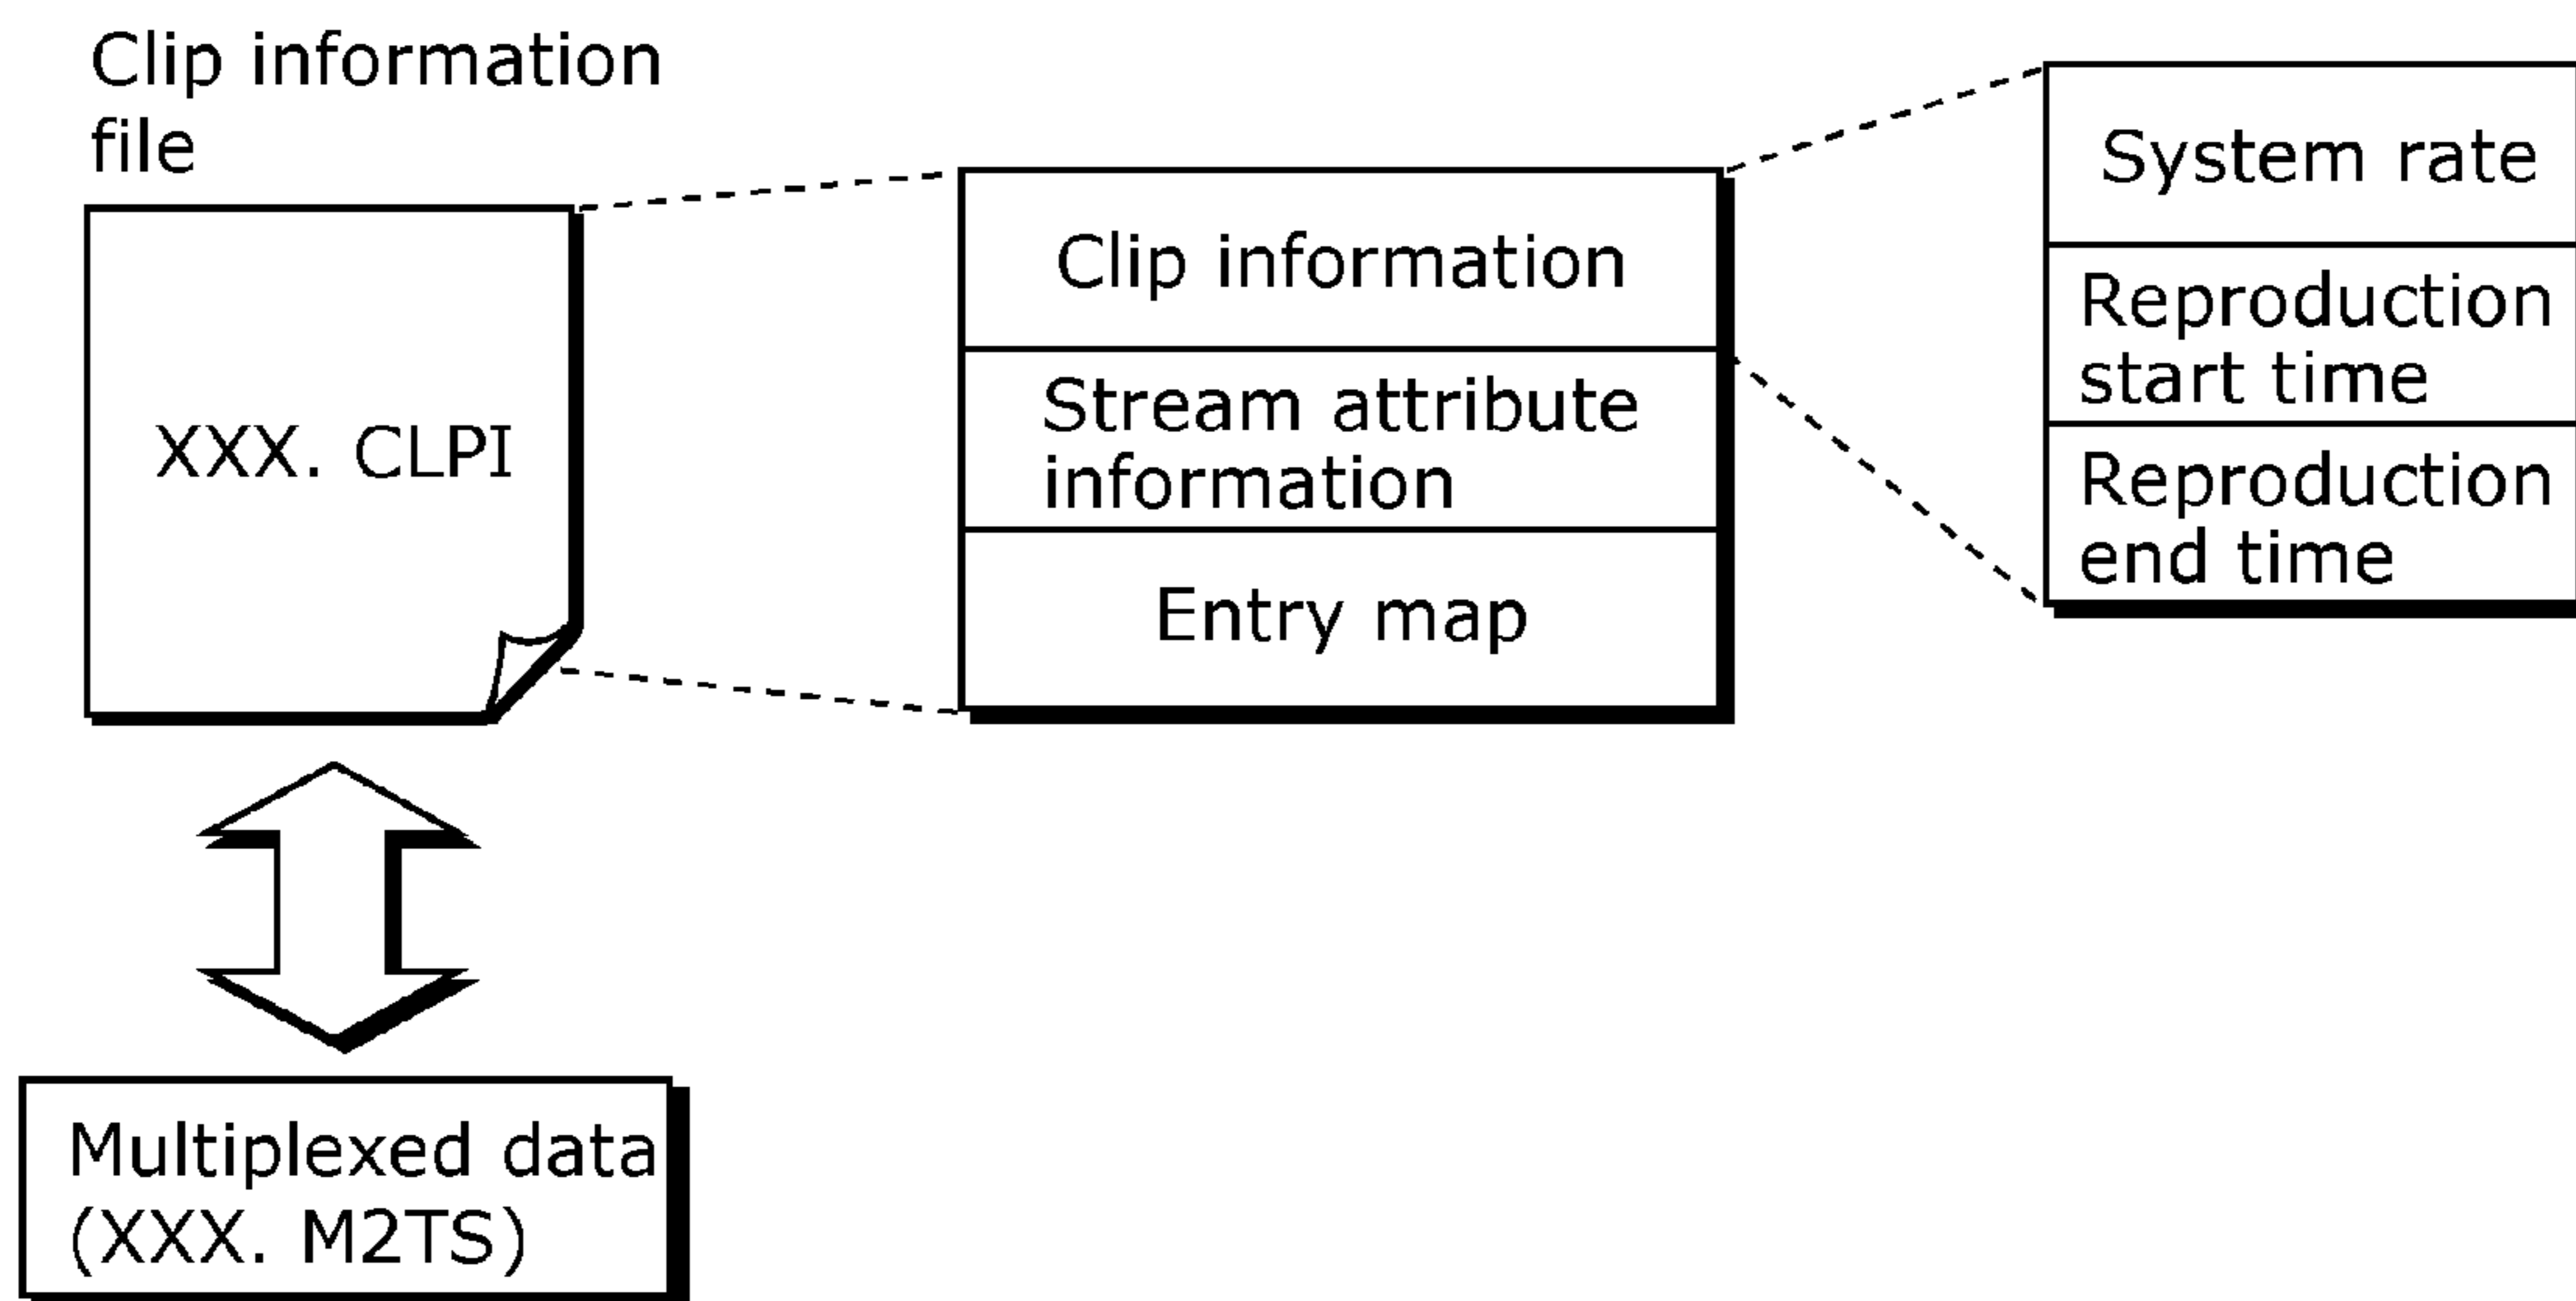 Clip information
file
XXX. CLPI
Clip information
Stream attribute
information
Entry map
System rate
Reproduction
start time
Reproduction
end time
Multiplexed data
(XXX. M2TS)